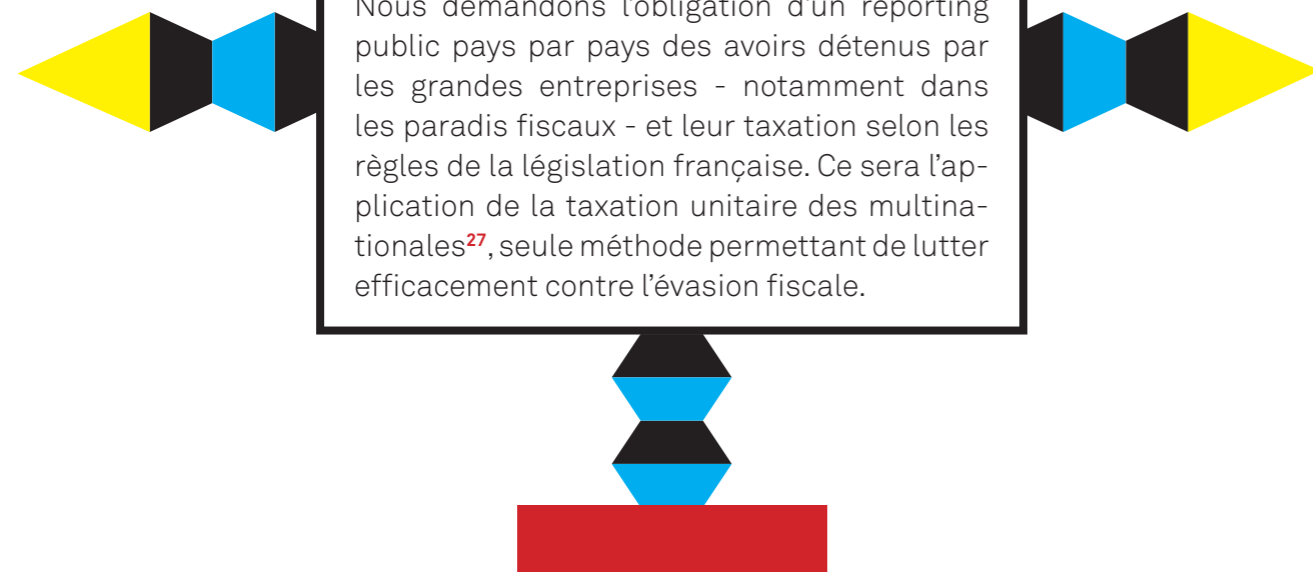 Nous demandons l'obligation d'un reporting
public pays par pays des avoirs détenus par
les grandes entreprises - notamment dans
les paradis fiscaux - et leur taxation selon les
règles de la législation française. Ce sera l'ap-
plication de la taxation unitaire des multina-
tionales27, seule méthode permettant de lutter
efficacement contre l'évasion fiscale.